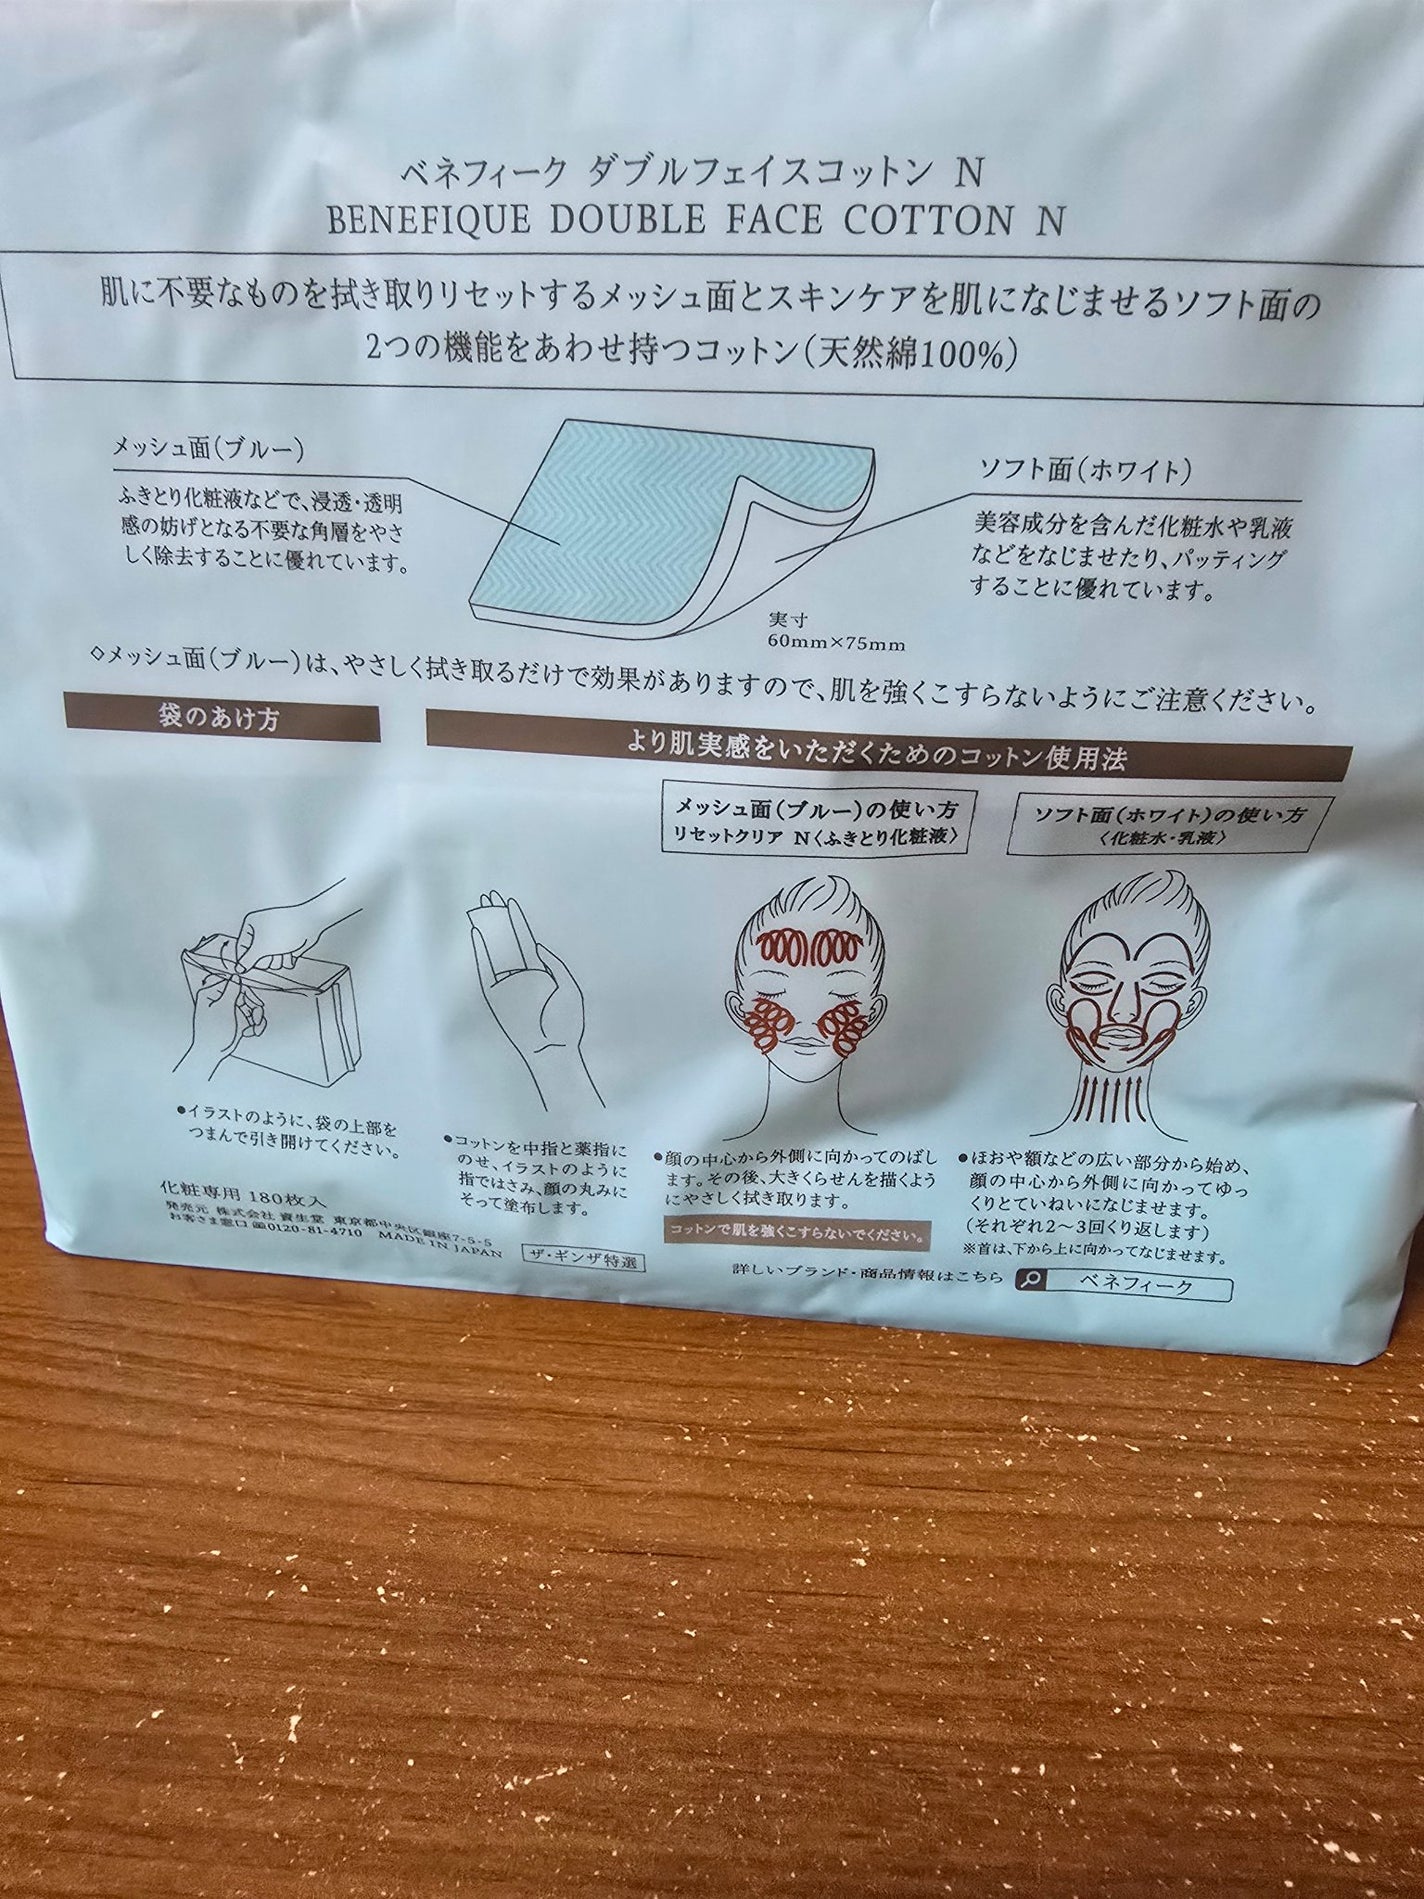 ベネフィーク ダブルフェイスコットン N
BENEFIQUE DOUBLE FACE COTTON N
肌に不要なものを拭き取りリセットするメッシュ面とスキンケアを肌になじませるソフト面の
2つの機能をあわせ持つコットン(天然綿100%)
メッシュ面(ブルー)
ふきとり化粧液などで、浸透・透明
感の妨げとなる不要な角層をやさ
しく除去することに優れています。
ソフト面(ホワイト)
美容成分を含んだ化粧水や乳液
などをなじませたり、パッティング
することに優れています。
実寸
60mm×75mm
◇メッシュ面(ブルー)は、やさしく拭き取るだけで効果がありますので、肌を強くこすらないようにご注意ください。
袋のあけ方
より肌実感をいただくためのコットン使用法
メッシュ面(ブルー)の使い方
リセットクリア N〈ふきとり化粧液〉
ソフト面(ホワイト)の使い方
〈化粧水・乳液〉
●イラストのように、袋の上部を
つまんで引き開けてください。
●コットンを中指と薬指に
のせ、イラストのように
指ではさみ、顔の丸みに
そって塗布します。
●顔の中心から外側に向かってのばし
ます。その後、大きくらせんを描くよう
にやさしく拭き取ります。
コットンで肌を強くこすらないでください。
●ほおや額などの広い部分から始め、
顔の中心から外側に向かってゆっ
くりとていねいになじませます。
(それぞれ2〜3回くり返します)
※首は、下から上に向かってなじませます。
化粧専用 180枚入
発売元 株式会社 資生堂 東京都中央区銀座7-5-5
お客さま窓口 0120-81-4710 MADE IN JAPAN
ザ・ギンザ特選
詳しいブランド・商品情報はこちら ベネフィーク